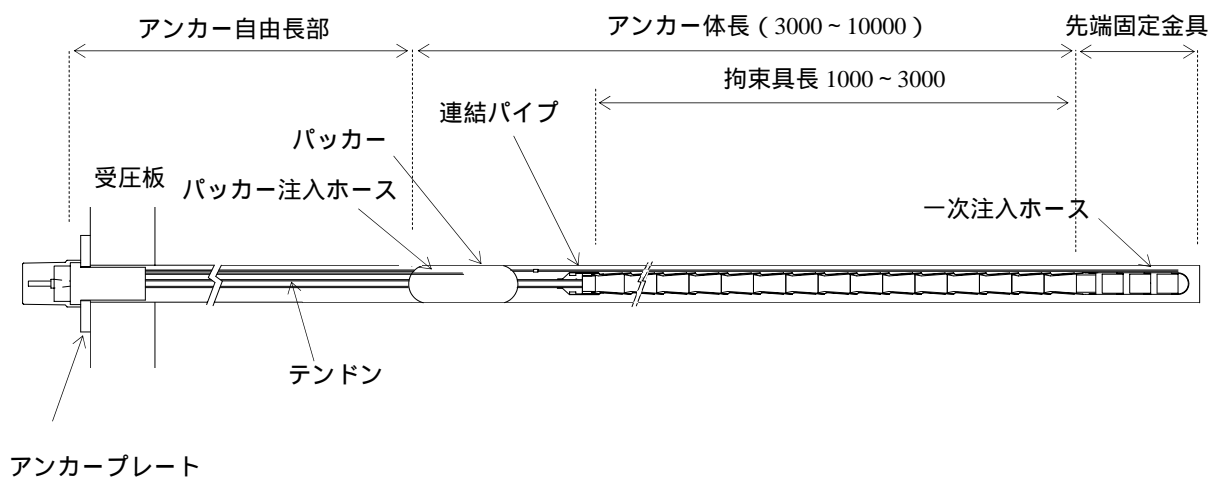 アンカー自由長部
アンカー体長 ( 3000 ~ 10000 )
先端固定金具
拘束具長 1000 ~ 3000
連結パイプ
パッカー
受圧板
パッカー注入ホース
一次注入ホース
テンドン
アンカープレート